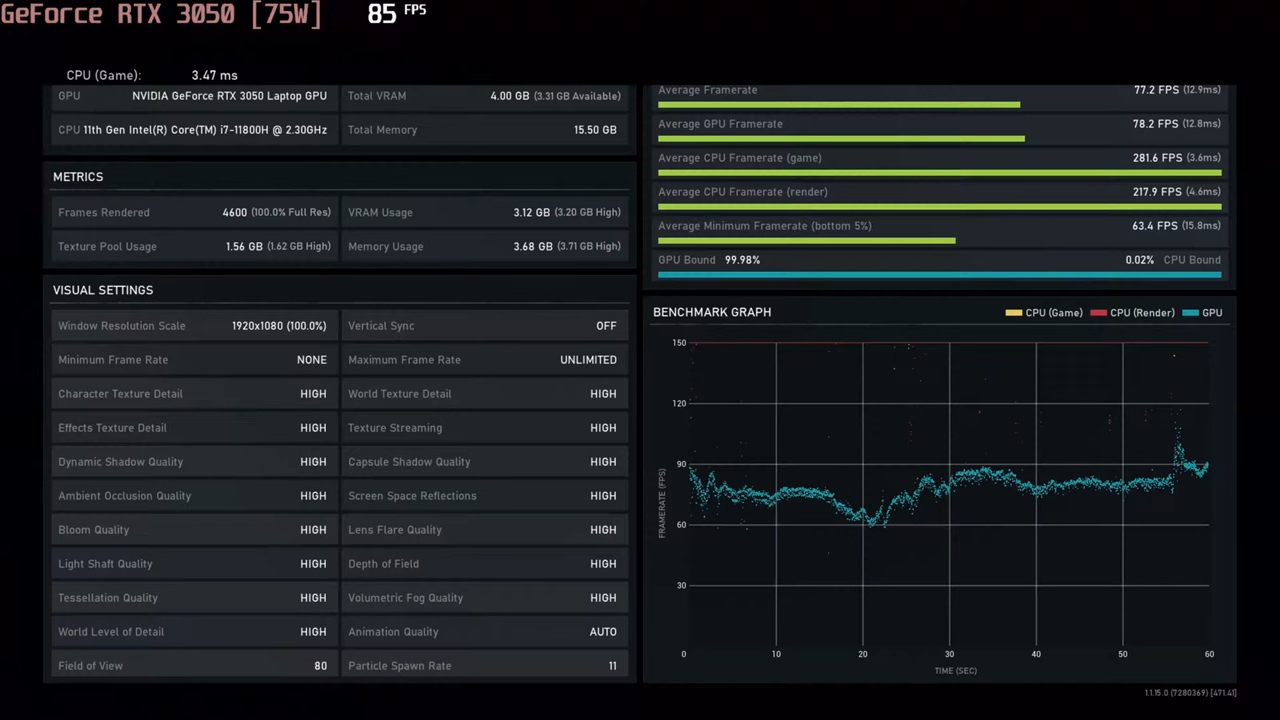 GeForce RTX 3050 [75W] 85 FPS
CPU (Game): 3.47 ms
GPU NVIDIA GeForce RTX 3050 Laptop GPU Total VRAM 4.00 GB (3.31 GB Available)
CPU 11th Gen Intel(R) Core(TM) i7-11800H @ 2.30GHz Total Memory 15.50 GB
METRICS
Frames Rendered 4600 (100.0% Full Res) VRAM Usage 3.12 GB (3.20 GB High)
Texture Pool Usage 1.56 GB (1.62 GB High) Memory Usage 3.68 GB (3.71 GB High)
VISUAL SETTINGS
Window Resolution Scale 1920x1080 (100.0%) Vertical Sync OFF
Minimum Frame Rate NONE Maximum Frame Rate UNLIMITED
Character Texture Detail HIGH World Texture Detail HIGH
Effects Texture Detail HIGH Texture Streaming HIGH
Dynamic Shadow Quality HIGH Capsule Shadow Quality HIGH
Ambient Occlusion Quality HIGH Screen Space Reflections HIGH
Bloom Quality HIGH Lens Flare Quality HIGH
Light Shaft Quality HIGH Depth of Field HIGH
Tessellation Quality HIGH Volumetric Fog Quality HIGH
World Level of Detail HIGH Animation Quality AUTO
Field of View 80 Particle Spawn Rate 11
Average Framerate 77.2 FPS (12.9ms)
Average GPU Framerate 78.2 FPS (12.8ms)
Average CPU Framerate (game) 281.6 FPS (3.6ms)
Average CPU Framerate (render) 217.9 FPS (4.6ms)
Average Minimum Framerate (bottom 5%) 63.4 FPS (15.8ms)
GPU Bound 99.98% 0.02% CPU Bound
BENCHMARK GRAPH CPU (Game) CPU (Render) GPU
150
120
90
60
30
FRAMERATE (FPS)
0 10 20 30 40 50 60
TIME (SEC)
1.1.15.0 (7280369) [471.41]